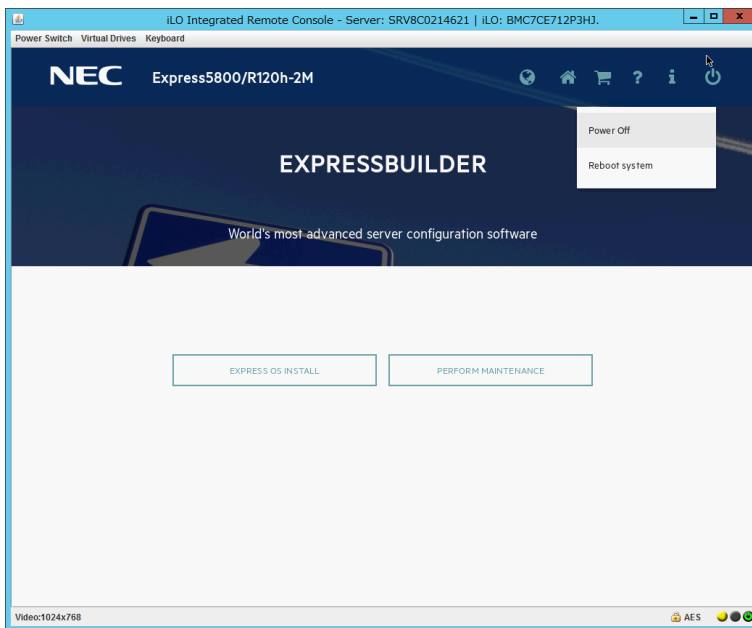 iLO Integrated Remote Console - Server: SRV8C0214621 | iLO: BMC7CE712P3HJ.
Power Switch Virtual Drives Keyboard
NEC Express5800/R120h-2M
Power Off
Reboot system
EXPRESSBUILDER
World's most advanced server configuration software
EXPRESS OS INSTALL PERFORM MAINTENANCE
Video:1024x768 AES